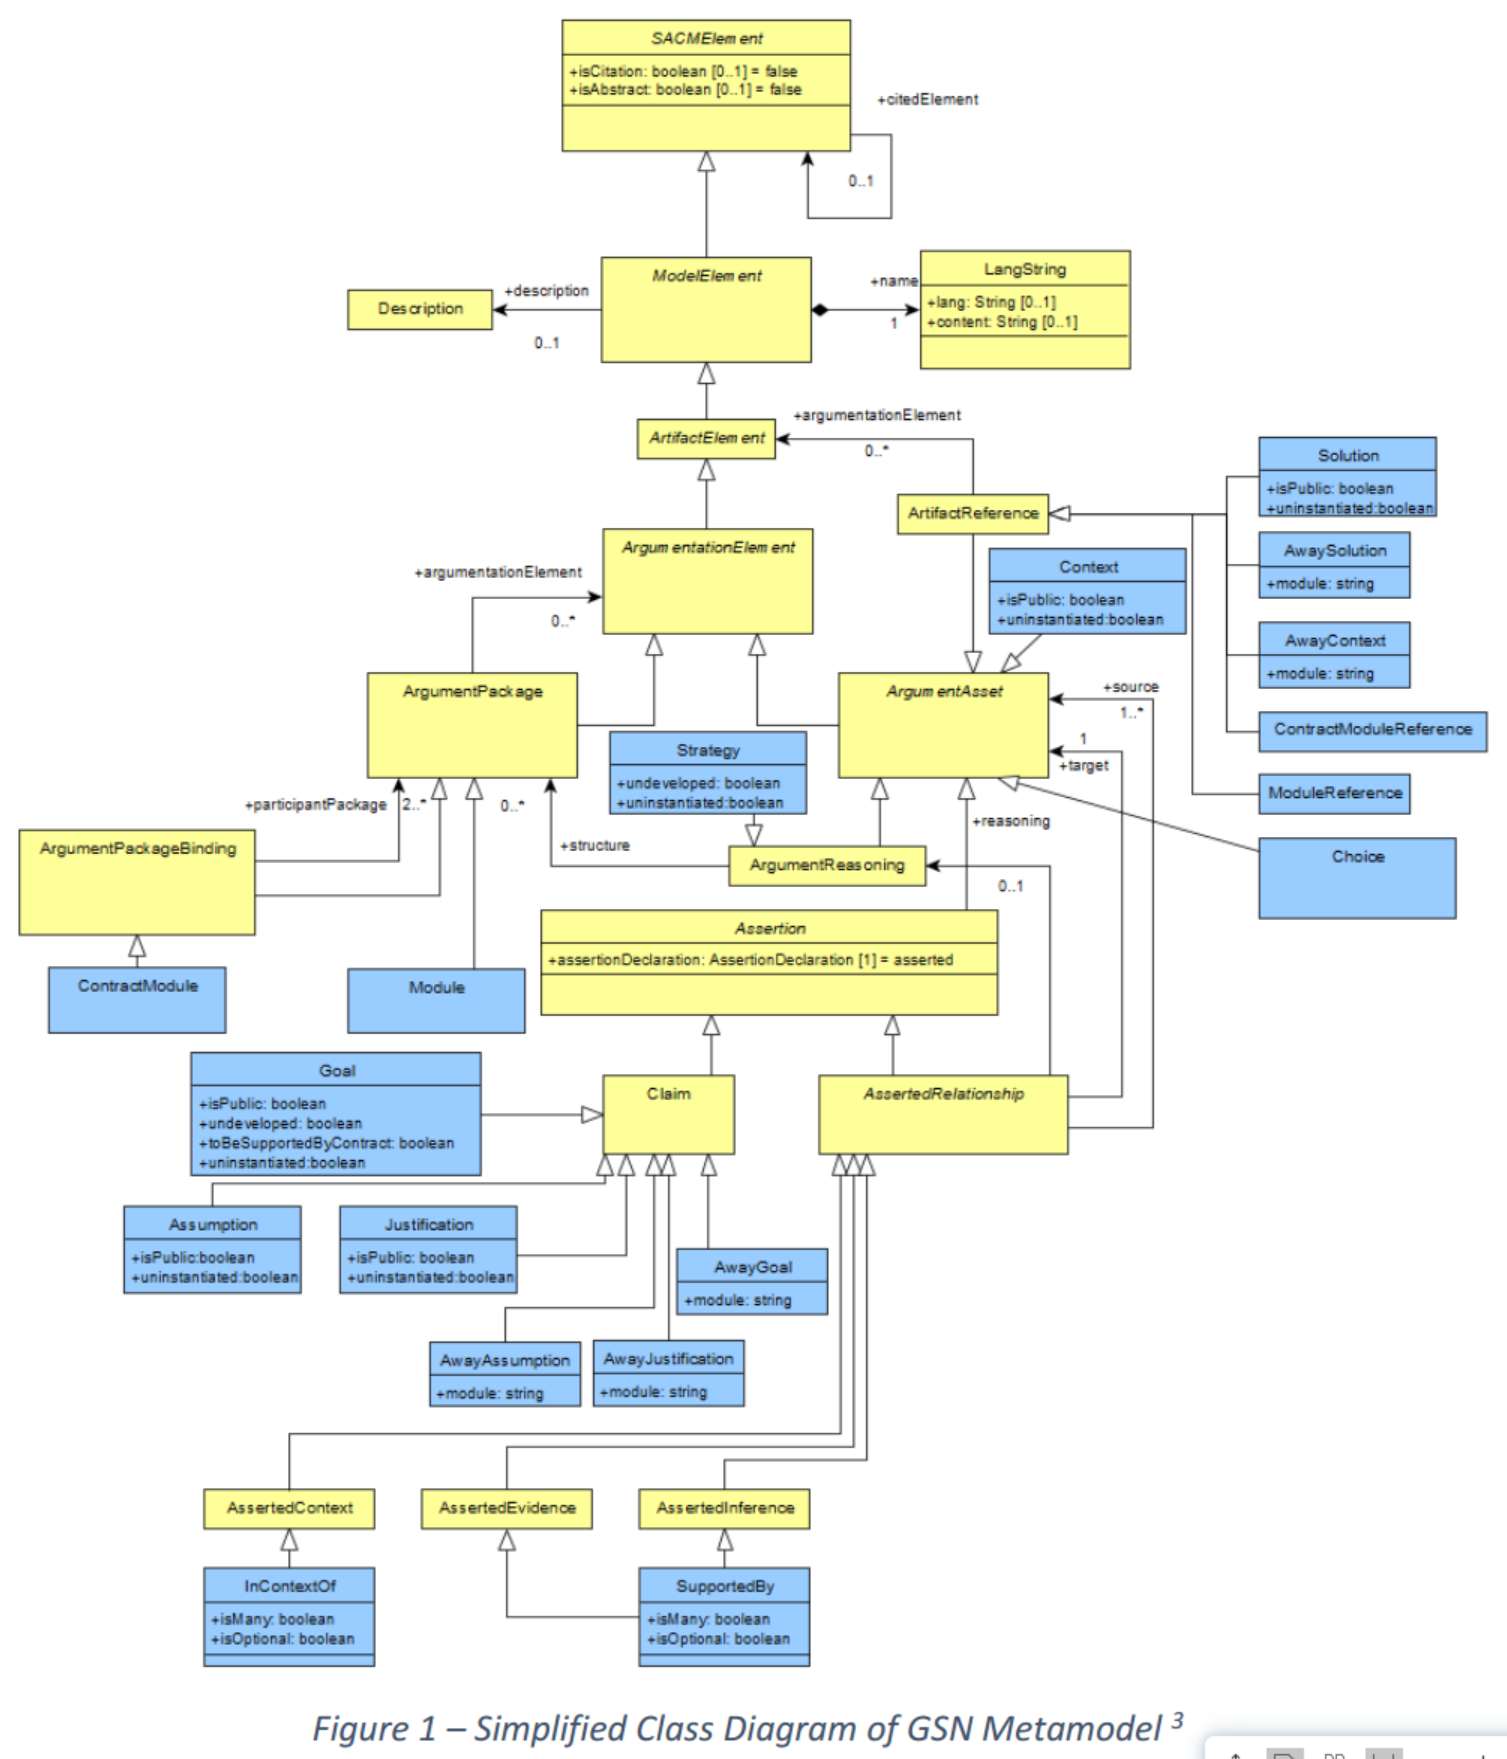 SACMElement
+isCitation: boolean [0..1] = false
+isAbstract: boolean [0..1] = false
+citedElement
0..1
ModelElement
+description
Description
0..1
+name
1
LangString
+lang: String [0..1]
+content: String [0..1]
+argumentationElement
ArtifactElement
0..*
ArtifactReference
Solution
+isPublic: boolean
+uninstantiated:boolean
AwaySolution
+module: string
AwayContext
+module: string
ContractModuleReference
ModuleReference
Choice
ArgumentationElement
+argumentationElement
0..*
Context
+isPublic: boolean
+uninstantiated:boolean
ArgumentPackage
ArgumentAsset
+source
1..*
1
+target
Strategy
+undeveloped: boolean
+uninstantiated:boolean
+participantPackage
2..*
0..*
+reasoning
+structure
ArgumentPackageBinding
ArgumentReasoning
0..1
Assertion
+assertionDeclaration: AssertionDeclaration [1] = asserted
ContractModule
Module
Goal
+isPublic: boolean
+undeveloped: boolean
+toBeSupportedByContract: boolean
+uninstantiated:boolean
Claim
AssertedRelationship
Assumption
+isPublic:boolean
+uninstantiated:boolean
Justification
+isPublic: boolean
+uninstantiated:boolean
AwayGoal
+module: string
AwayAssumption
+module: string
AwayJustification
+module: string
AssertedContext
AssertedEvidence
AssertedInference
InContextOf
+isMany: boolean
+isOptional: boolean
SupportedBy
+isMany: boolean
+isOptional: boolean
Figure 1 – Simplified Class Diagram of GSN Metamodel 3